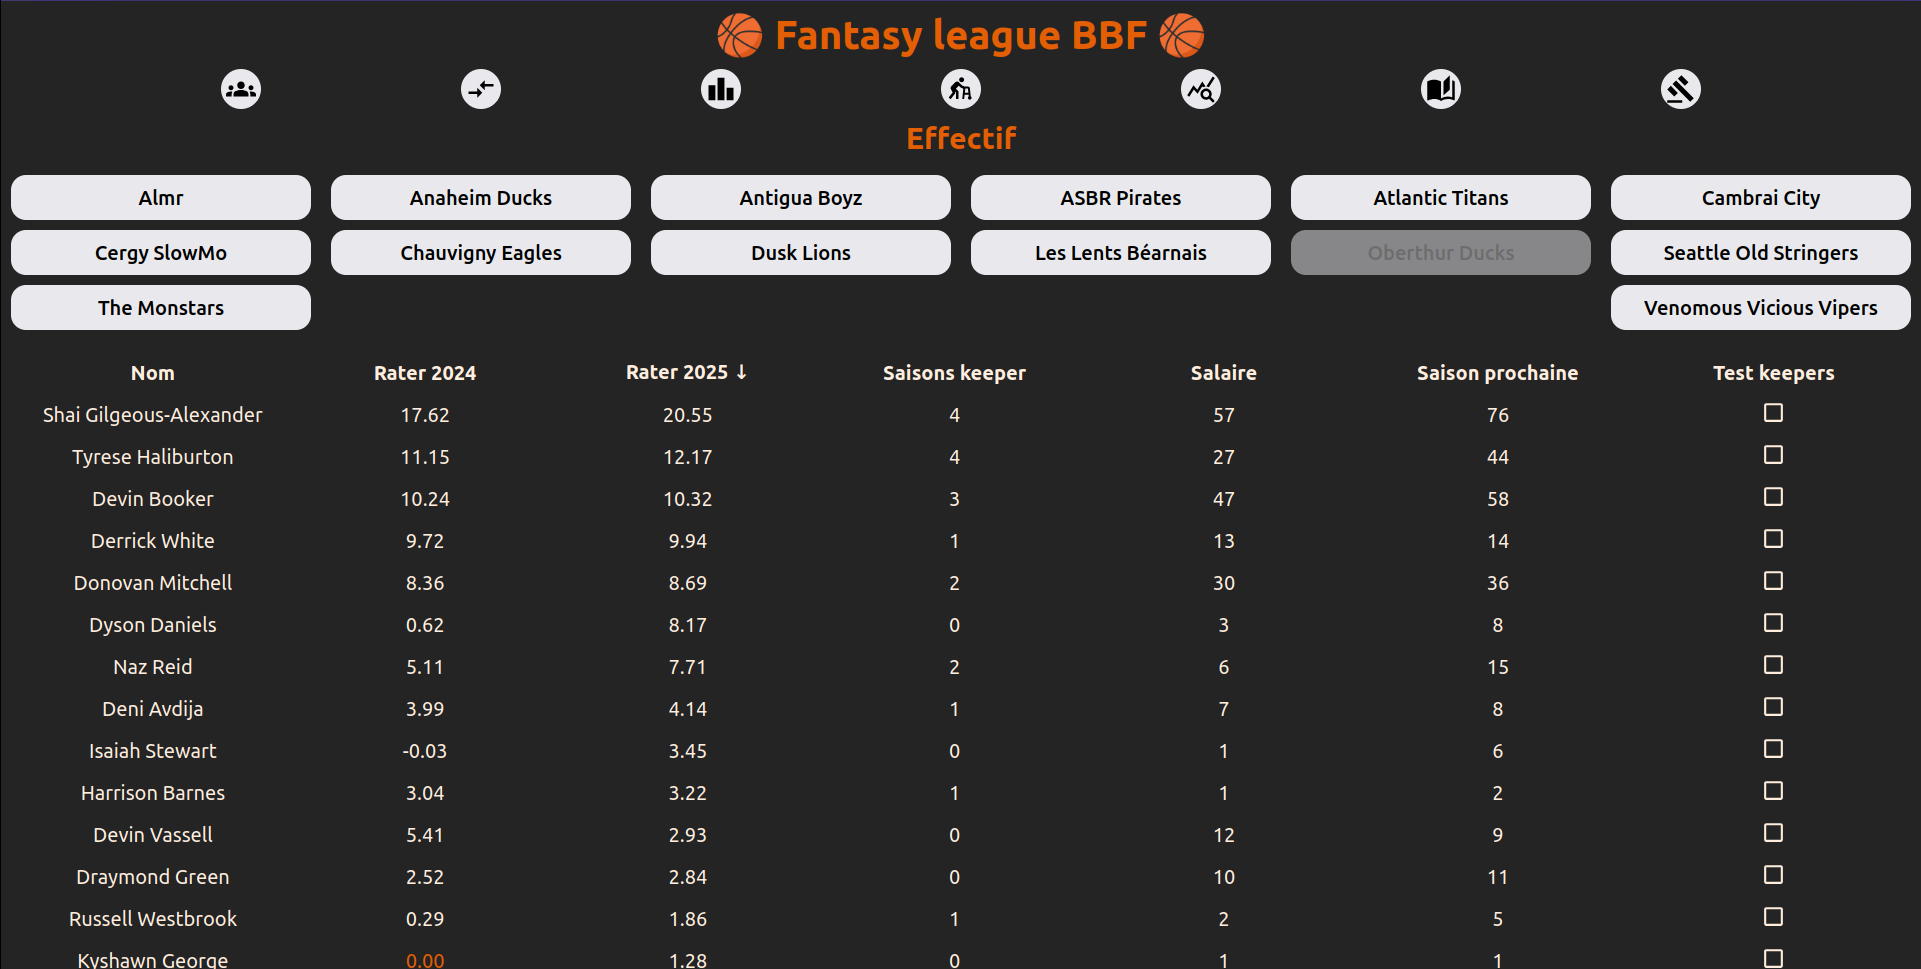 Fantasy league BBF
Effectif
Almr Anaheim Ducks Antigua Boyz ASBR Pirates Atlantic Titans Cambrai City
Cergy SlowMo Chauvigny Eagles Dusk Lions Les Lents Béarnais Oberthur Ducks Seattle Old Stringers
The Monstars Venomous Vicious Vipers
Nom Rater 2024 Rater 2025 ↓ Saisons keeper Salaire Saison prochaine Test keepers
Shai Gilgeous-Alexander 17.62 20.55 4 57 76
Tyrese Haliburton 11.15 12.17 4 27 44
Devin Booker 10.24 10.32 3 47 58
Derrick White 9.72 9.94 1 13 14
Donovan Mitchell 8.36 8.69 2 30 36
Dyson Daniels 0.62 8.17 0 3 8
Naz Reid 5.11 7.71 2 6 15
Deni Avdija 3.99 4.14 1 7 8
Isaiah Stewart -0.03 3.45 0 1 6
Harrison Barnes 3.04 3.22 1 1 2
Devin Vassell 5.41 2.93 0 12 9
Draymond Green 2.52 2.84 0 10 11
Russell Westbrook 0.29 1.86 1 2 5
Kyshawn George 0.00 1.28 0 1 1